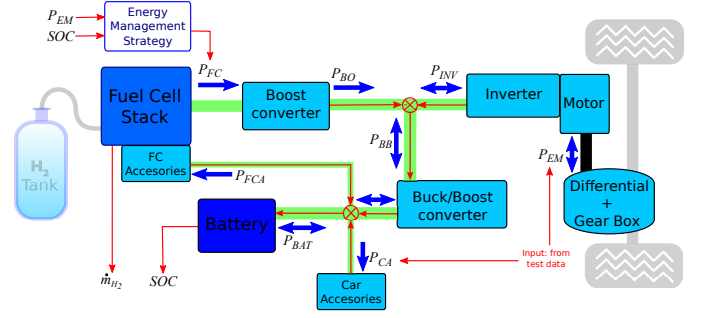 P_EM
SOC
Energy
Management
Strategy
P_FC
P_BO
P_INV
Fuel Cell
Stack
Boost
converter
Inverter
Motor
H₂
Tank
FC
Accesories
P_FCA
P_BB
P_EM
Battery
P_BAT
Buck/Boost
converter
Differential
+
Gear Box
P_CA
Input: from
test data
ṁ_H₂
SOC
Car
Accesories